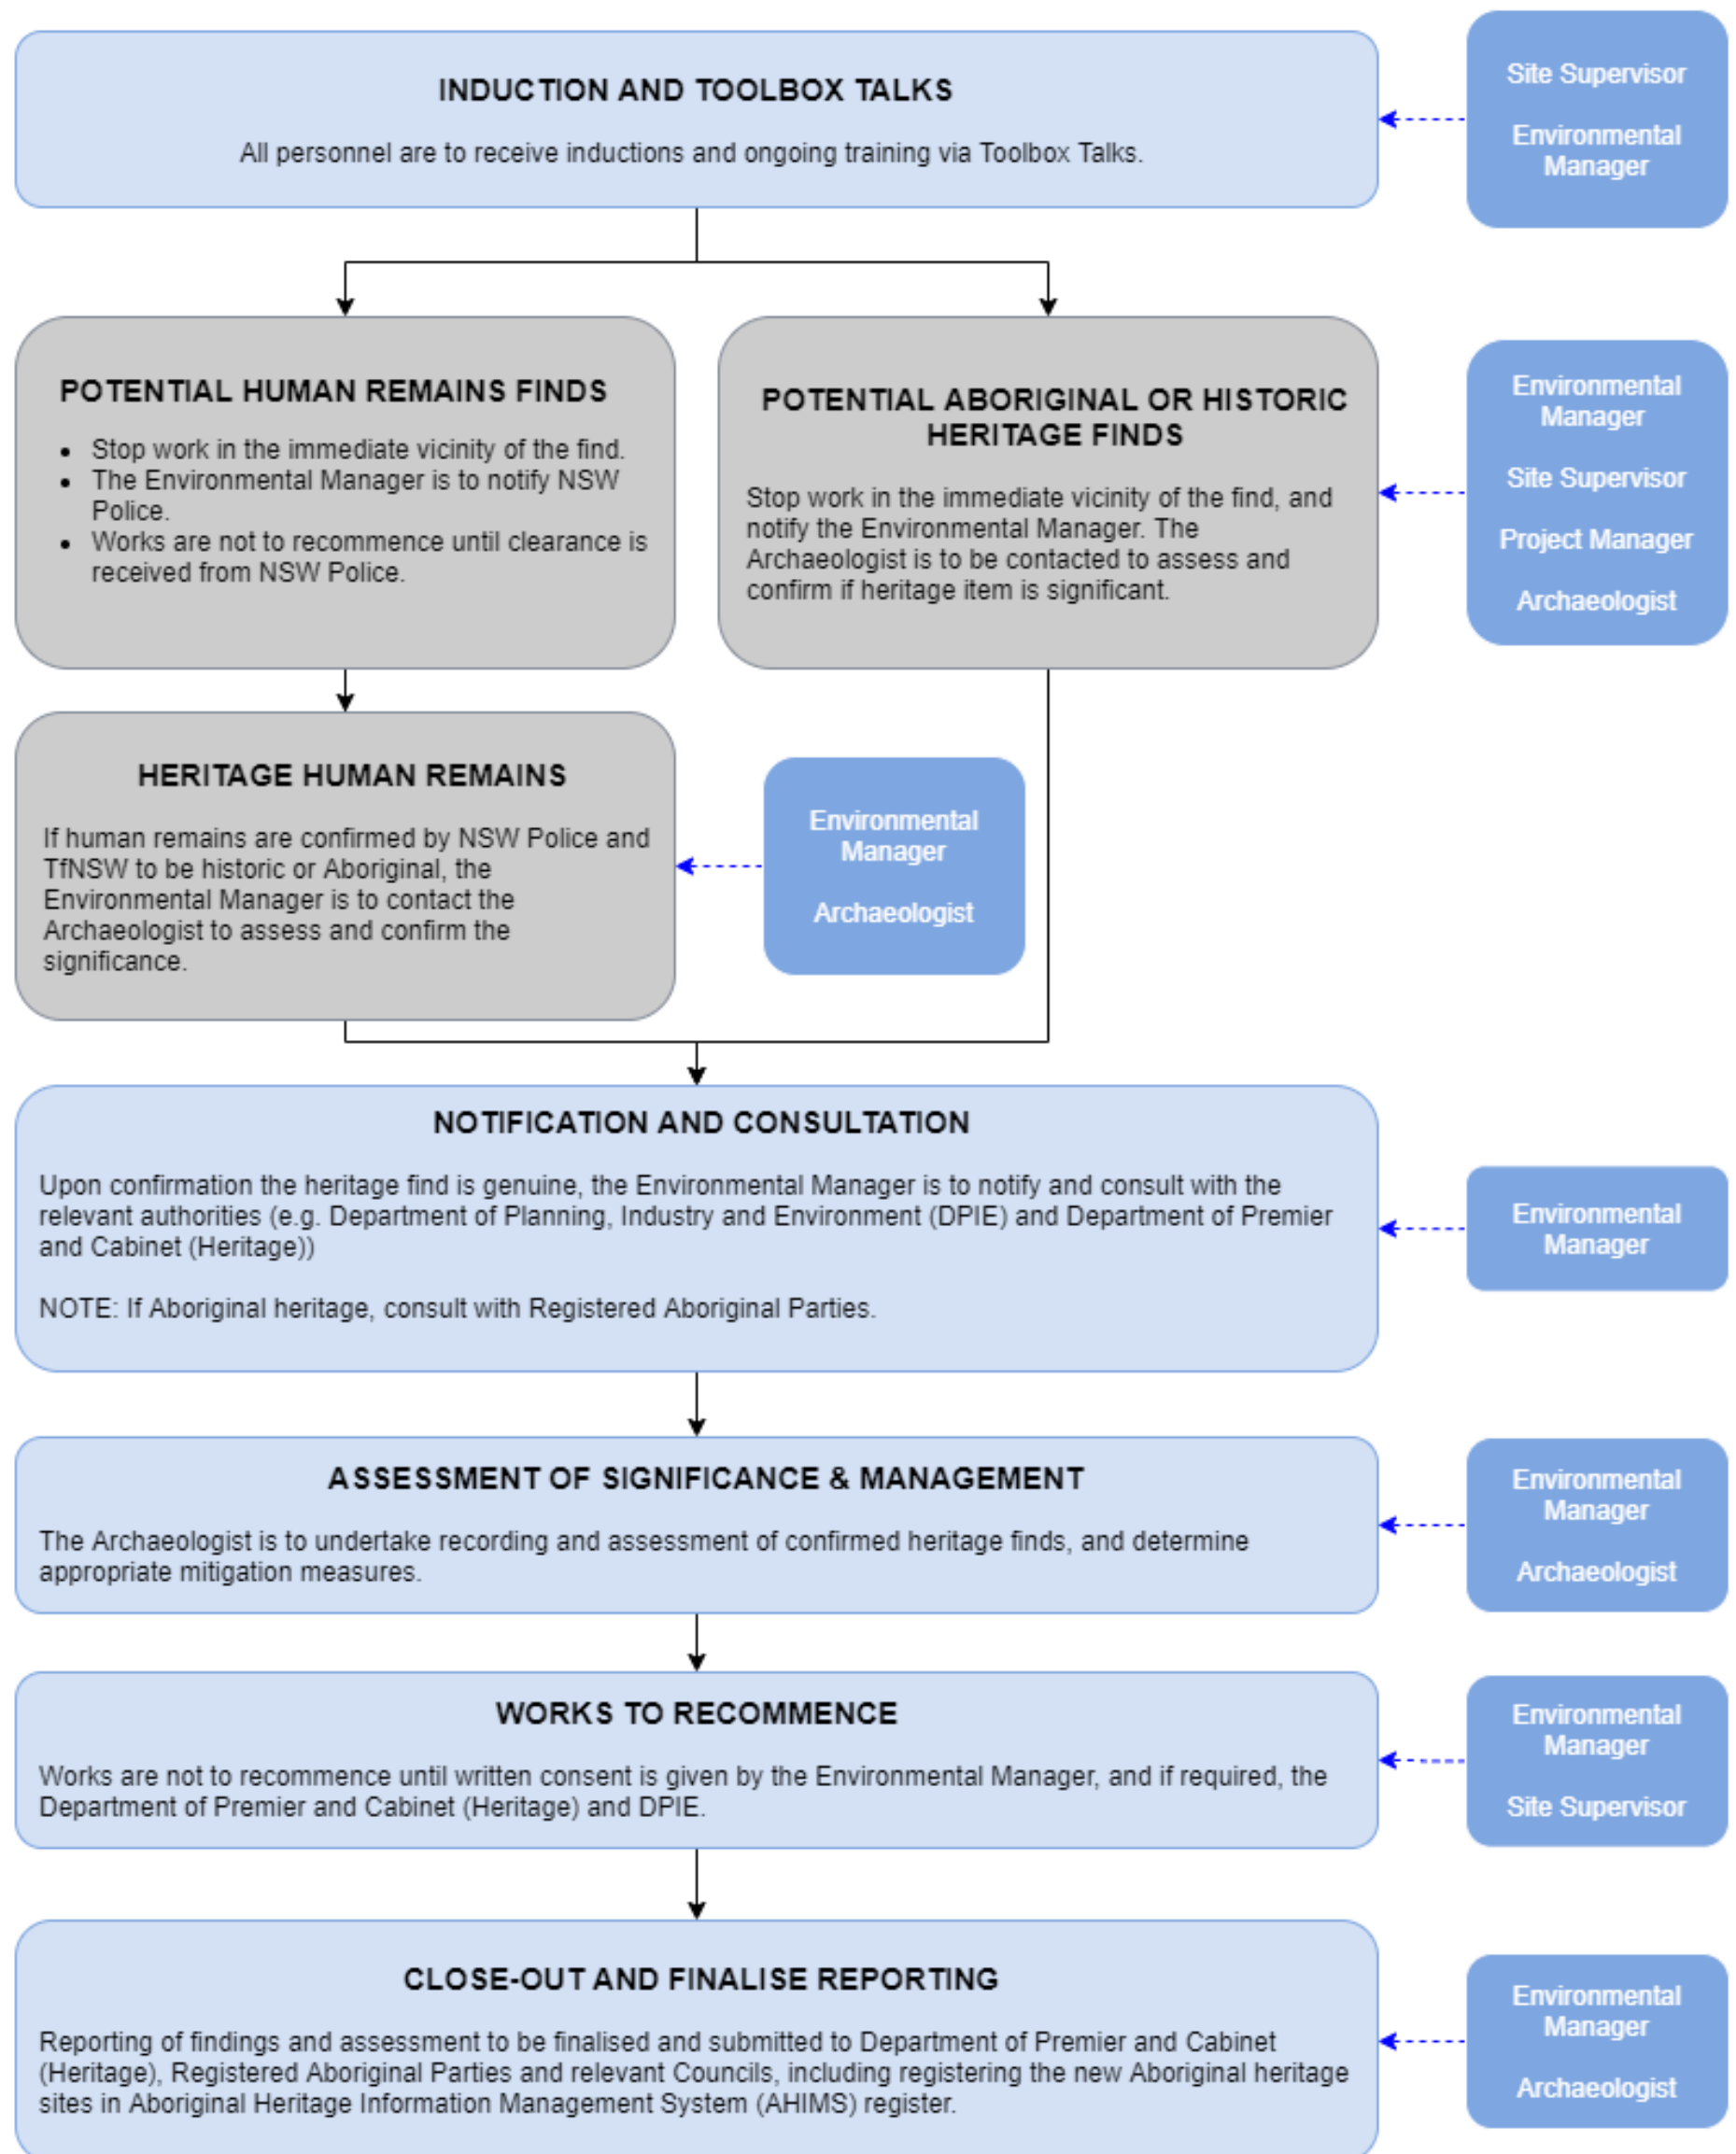 INDUCTION AND TOOLBOX TALKS
All personnel are to receive inductions and ongoing training via Toolbox Talks.
Site Supervisor
Environmental
Manager
POTENTIAL HUMAN REMAINS FINDS
• Stop work in the immediate vicinity of the find.
• The Environmental Manager is to notify NSW
Police.
• Works are not to recommence until clearance is
received from NSW Police.
POTENTIAL ABORIGINAL OR HISTORIC
HERITAGE FINDS
Stop work in the immediate vicinity of the find, and
notify the Environmental Manager. The
Archaeologist is to be contacted to assess and
confirm if heritage item is significant.
Environmental
Manager
Site Supervisor
Project Manager
Archaeologist
HERITAGE HUMAN REMAINS
If human remains are confirmed by NSW Police and
TfNSW to be historic or Aboriginal, the
Environmental Manager is to contact the
Archaeologist to assess and confirm the
significance.
Environmental
Manager
Archaeologist
NOTIFICATION AND CONSULTATION
Upon confirmation the heritage find is genuine, the Environmental Manager is to notify and consult with the
relevant authorities (e.g. Department of Planning, Industry and Environment (DPIE) and Department of Premier
and Cabinet (Heritage))
NOTE: If Aboriginal heritage, consult with Registered Aboriginal Parties.
Environmental
Manager
ASSESSMENT OF SIGNIFICANCE & MANAGEMENT
The Archaeologist is to undertake recording and assessment of confirmed heritage finds, and determine
appropriate mitigation measures.
Environmental
Manager
Archaeologist
WORKS TO RECOMMENCE
Works are not to recommence until written consent is given by the Environmental Manager, and if required, the
Department of Premier and Cabinet (Heritage) and DPIE.
Environmental
Manager
Site Supervisor
CLOSE-OUT AND FINALISE REPORTING
Reporting of findings and assessment to be finalised and submitted to Department of Premier and Cabinet
(Heritage), Registered Aboriginal Parties and relevant Councils, including registering the new Aboriginal heritage
sites in Aboriginal Heritage Information Management System (AHIMS) register.
Environmental
Manager
Archaeologist